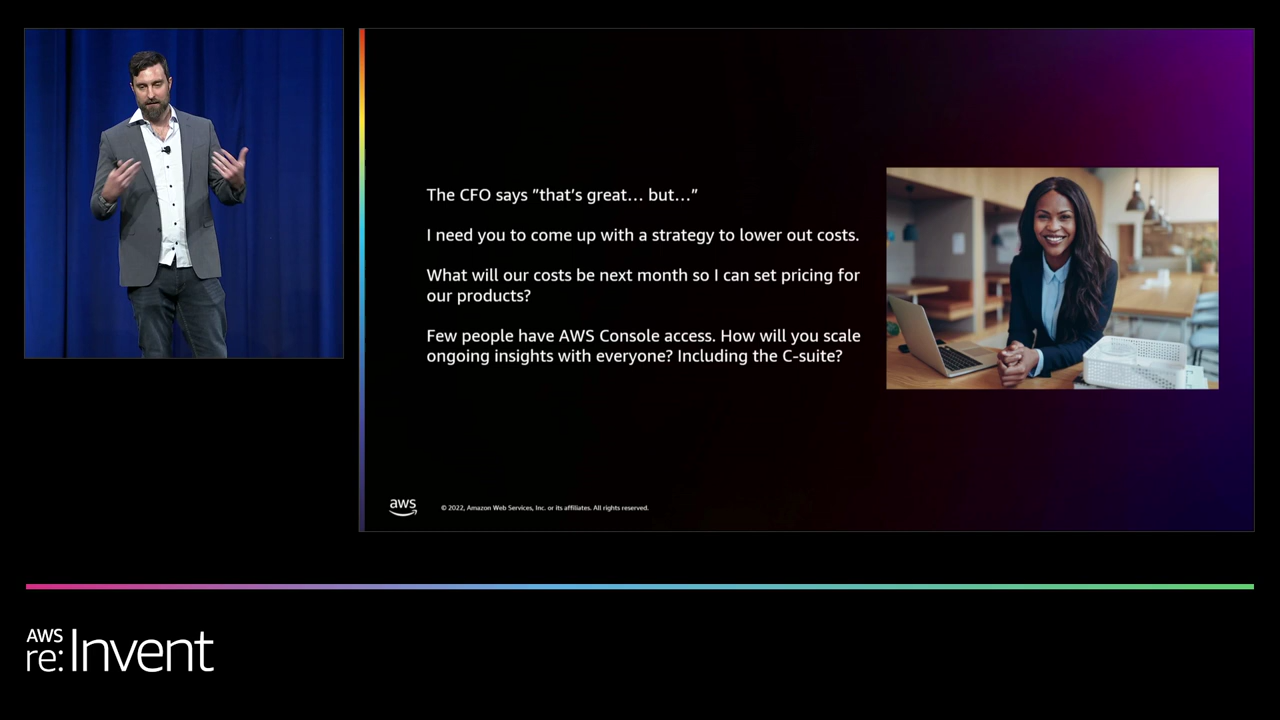 The CFO says "that's great... but..."
I need you to come up with a strategy to lower out costs.
What will our costs be next month so I can set pricing for
our products?
Few people have AWS Console access. How will you scale
ongoing insights with everyone? Including the C-suite?
aws
© 2022, Amazon Web Services, Inc. or its affiliates. All rights reserved.
AWS
re:Invent